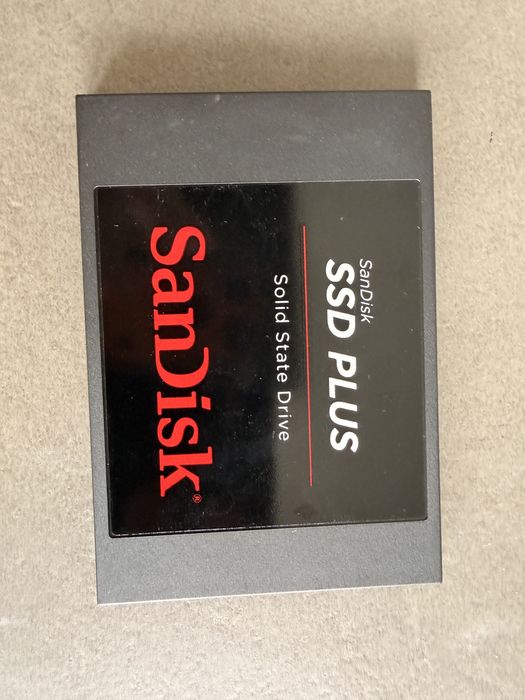 SanDisk
SSD PLUS
Solid State Drive
SanDisk®